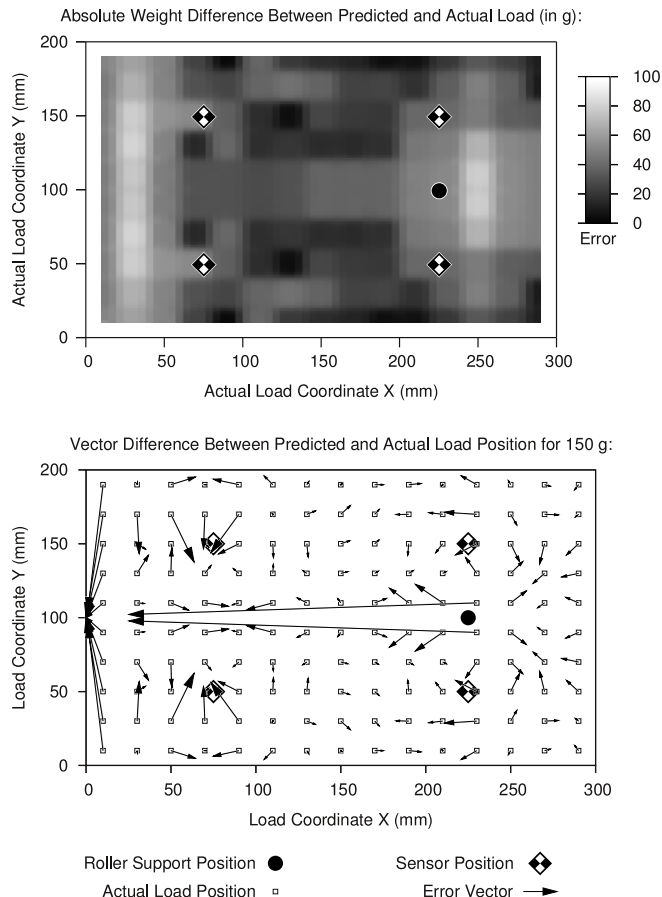 Absolute Weight Difference Between Predicted and Actual Load (in g):
200
150
100
50
0
Actual Load Coordinate Y (mm)
0 50 100 150 200 250 300
Actual Load Coordinate X (mm)
100
80
60
40
20
0
Error
Vector Difference Between Predicted and Actual Load Position for 150 g:
200
150
100
50
0
Load Coordinate Y (mm)
0 50 100 150 200 250 300
Load Coordinate X (mm)
Roller Support Position Sensor Position
Actual Load Position Error Vector